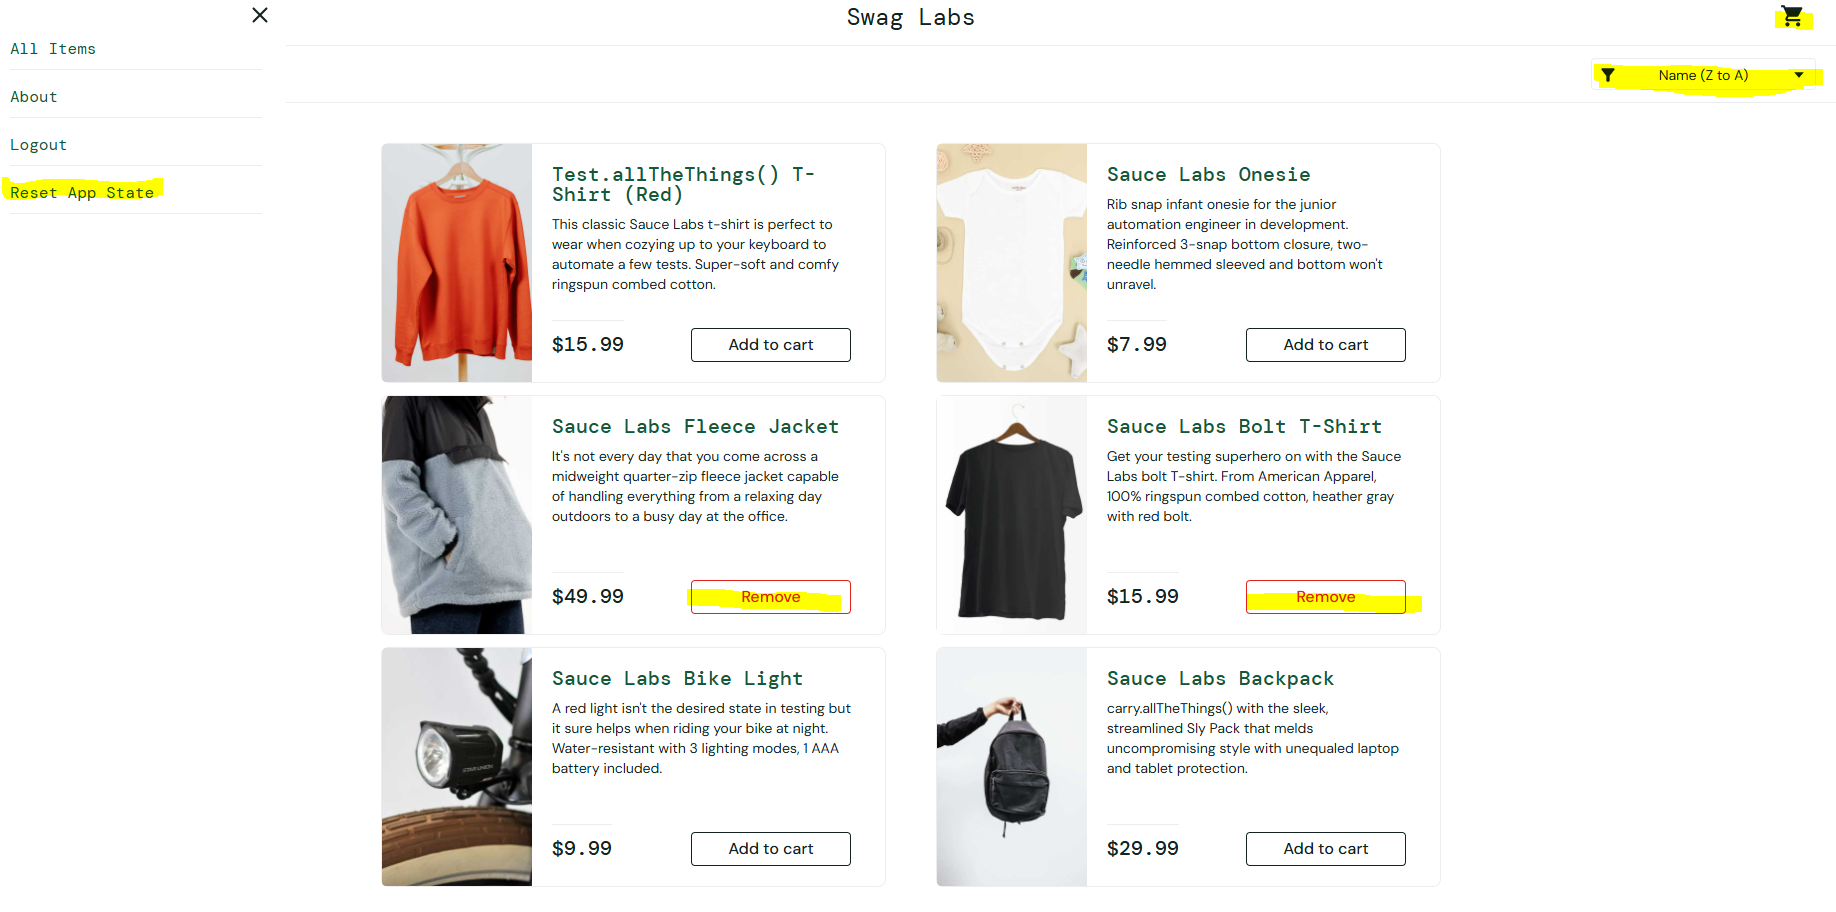 Swag Labs
All Items
About
Logout
Reset App State
Name (Z to A)
Test.allTheThings() T-
Shirt (Red)
This classic Sauce Labs t-shirt is perfect to
wear when cozying up to your keyboard to
automate a few tests. Super-soft and comfy
ringspun combed cotton.
$15.99
Add to cart
Sauce Labs Onesie
Rib snap infant onesie for the junior
automation engineer in development.
Reinforced 3-snap bottom closure, two-
needle hemmed sleeved and bottom won't
unravel.
$7.99
Add to cart
Sauce Labs Fleece Jacket
It's not every day that you come across a
midweight quarter-zip fleece jacket capable
of handling everything from a relaxing day
outdoors to a busy day at the office.
$49.99
Remove
Sauce Labs Bolt T-Shirt
Get your testing superhero on with the Sauce
Labs bolt T-shirt. From American Apparel,
100% ringspun combed cotton, heather gray
with red bolt.
$15.99
Remove
Sauce Labs Bike Light
A red light isn't the desired state in testing but
it sure helps when riding your bike at night.
Water-resistant with 3 lighting modes, 1 AAA
battery included.
$9.99
Add to cart
Sauce Labs Backpack
carry.allTheThings() with the sleek,
streamlined Sly Pack that melds
uncompromising style with unequaled laptop
and tablet protection.
$29.99
Add to cart